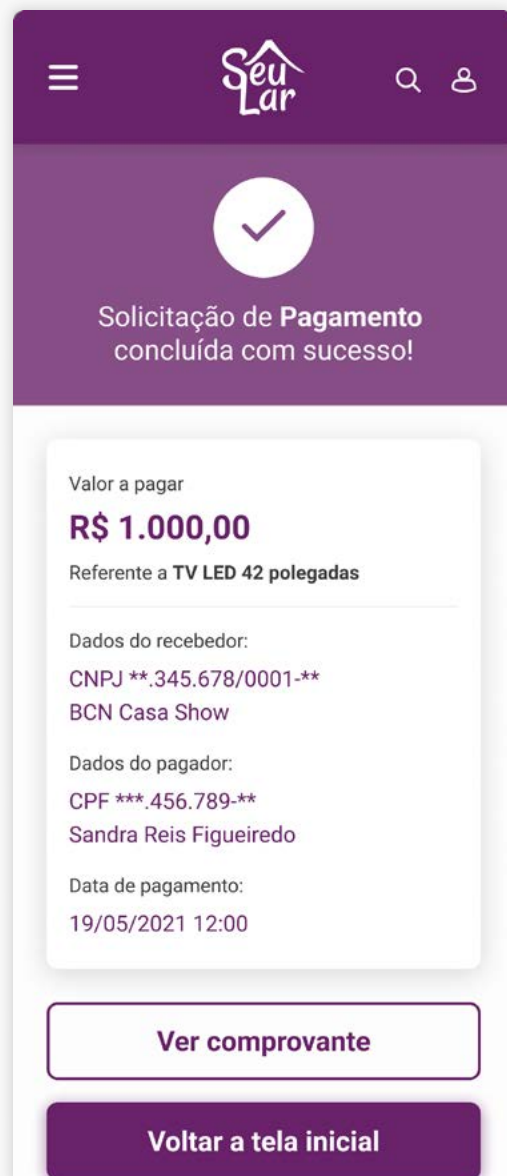 Seu
Lar
Solicitação de Pagamento
concluída com sucesso!
Valor a pagar
R$ 1.000,00
Referente a TV LED 42 polegadas
Dados do recebedor:
CNPJ **.345.678/0001-**
BCN Casa Show
Dados do pagador:
CPF ***.456.789-**
Sandra Reis Figueiredo
Data de pagamento:
19/05/2021 12:00
Ver comprovante
Voltar a tela inicial